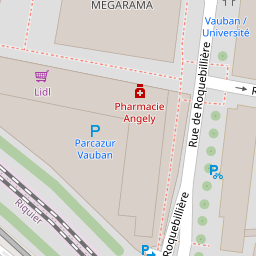 MEGARAMA
Vauban /
Université
Lidl
Pharmacie
Angely
Rue de Roquebillière
P
Parcazur
Vauban
P
Riquier
Roquebillière
P